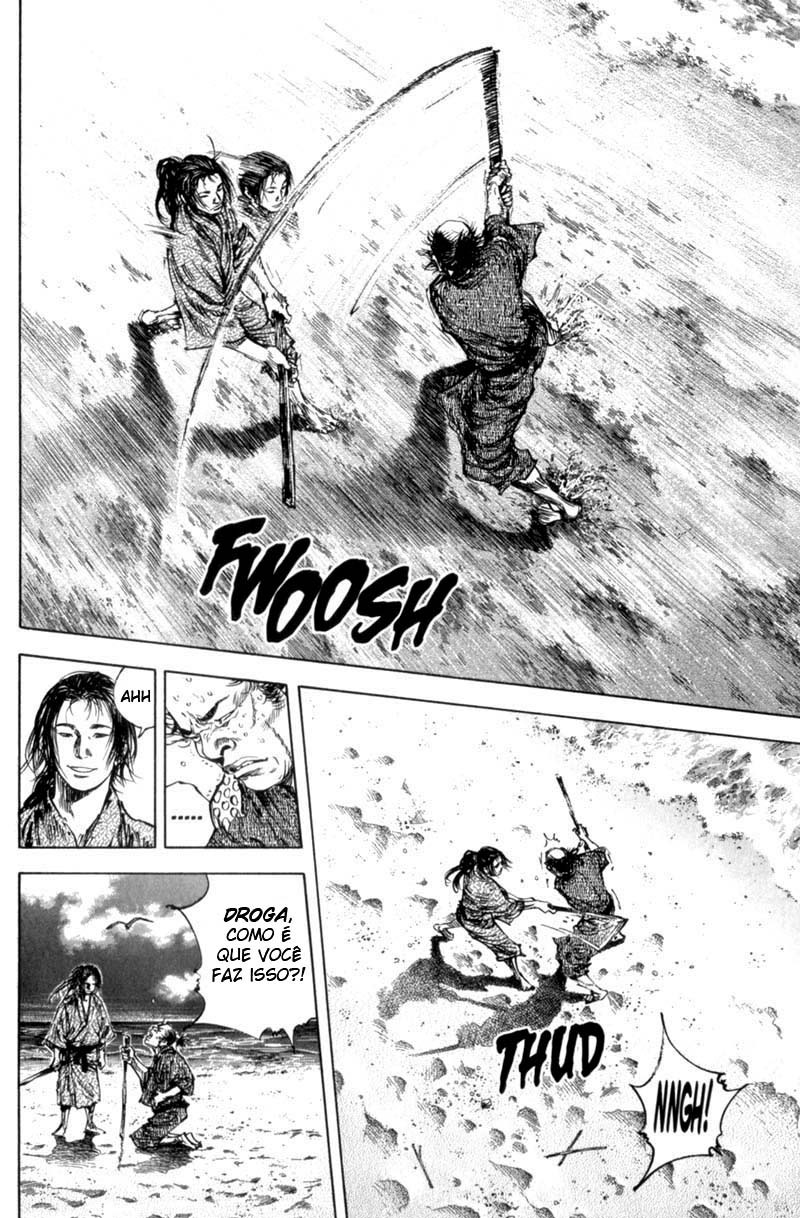 FWOOSH
THUD
NNGH!
.....
AHH
DROGA,
COMO É
QUE VOCÊ
FAZ ISSO?!